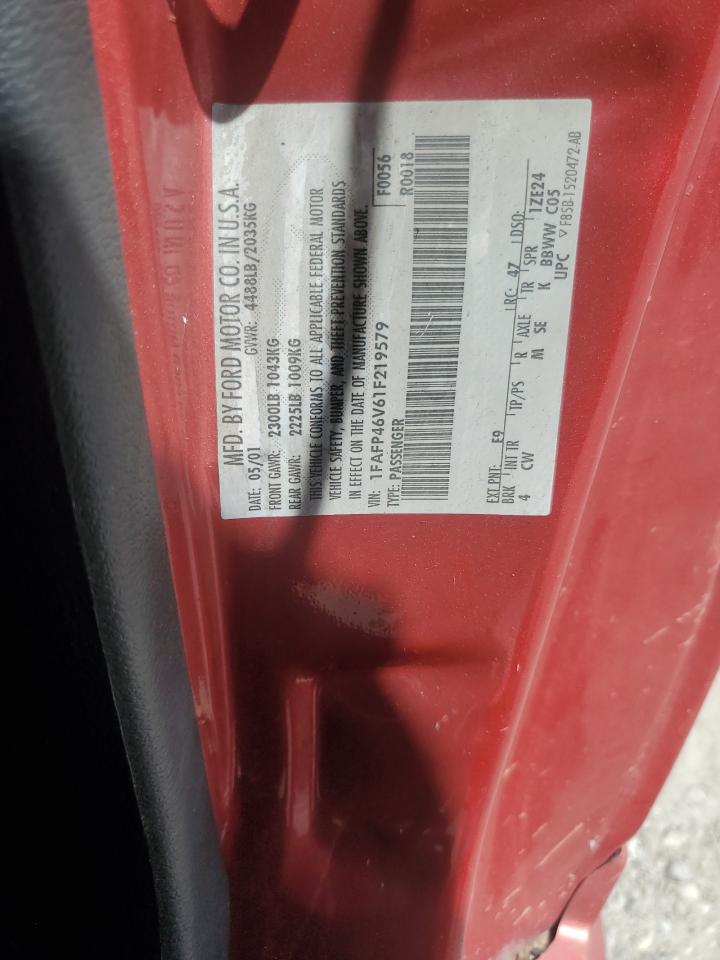 MFD. BY FORD MOTOR CO. IN U.S.A.
DATE: 05/01 GVWR: 4488LB/2035KG
FRONT GAWR: 2300LB 1043KG
REAR GAWR: 2225LB 1009KG
THIS VEHICLE CONFORMS TO ALL APPLICABLE FEDERAL MOTOR
VEHICLE SAFETY, BUMPER, AND THEFT PREVENTION STANDARDS
IN EFFECT ON THE DATE OF MANUFACTURE SHOWN ABOVE.
VIN: 1FAFP46V61F219579 F0056
TYPE: PASSENGER R0018
EXT PNT: E9 RC: 47 DSO:
BRK INT TR TP/PS R AXLE TR SPR 1ZE24
4 CW M SE K BBWW C05
UPC
▽F85B-1520472-AB